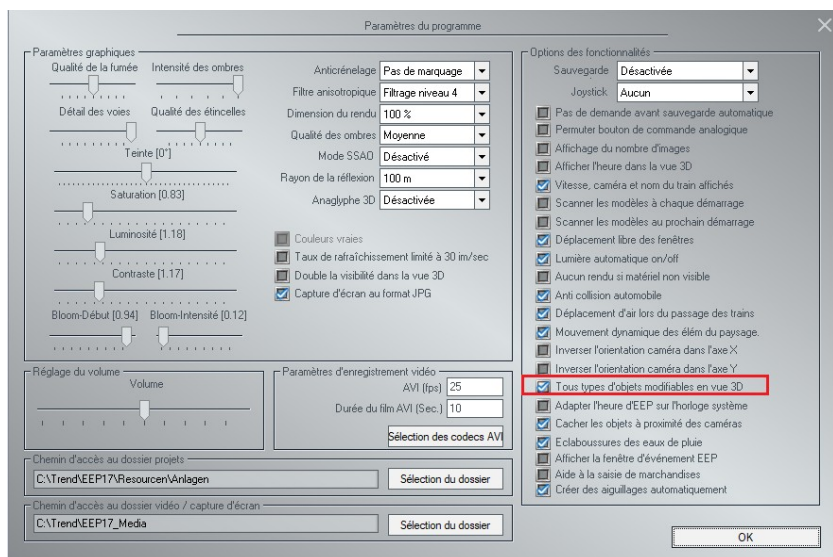 Paramètres du programme
Paramètres graphiques
Qualité de la fumée
Intensité des ombres
Détail des voies
Qualité des étincelles
Teinte [0°]
Saturation [0.83]
Luminosité [1.18]
Contraste [1.17]
Bloom-Début [0.94]
Bloom-Intensité [0.12]
Anticrénelage Pas de marquage
Filtre anisotropique Filtrage niveau 4
Dimension du rendu 100 %
Qualité des ombres Moyenne
Mode SSAO Désactivé
Rayon de la réflexion 100 m
Anaglyphe 3D Désactivée
Couleurs vraies
Taux de rafraîchissement limité à 30 im/sec
Double la visibilité dans la vue 3D
Capture d'écran au format JPG
Réglage du volume
Volume
Paramètres d'enregistrement vidéo
AVI (fps) 25
Durée du film AVI (Sec.) 10
Sélection des codecs AVI
Chemin d'accès au dossier projets
C:\Trend\EEP17\Resourcen\Anlagen
Sélection du dossier
Chemin d'accès au dossier vidéo / capture d'écran
C:\Trend\EEP17_Media
Sélection du dossier
Options des fonctionnalités
Sauvegarde Désactivée
Joystick Aucun
Pas de demande avant sauvegarde automatique
Permuter bouton de commande analogique
Affichage du nombre d'images
Afficher l'heure dans la vue 3D
Vitesse, caméra et nom du train affichés
Scanner les modèles à chaque démarrage
Scanner les modèles au prochain démarrage
Déplacement libre des fenêtres
Lumière automatique on/off
Aucun rendu si matériel non visible
Anti collision automobile
Déplacement d'air lors du passage des trains
Mouvement dynamique des élém du paysage.
Inverser l'orientation caméra dans l'axe X
Inverser l'orientation caméra dans l'axe Y
Tous types d'objets modifiables en vue 3D
Adapter l'heure d'EEP sur l'horloge système
Cacher les objets à proximité des caméras
Eclaboussures des eaux de pluie
Afficher la fenêtre d'événement EEP
Aide à la saisie de marchandises
Créer des aiguillages automatiquement
OK